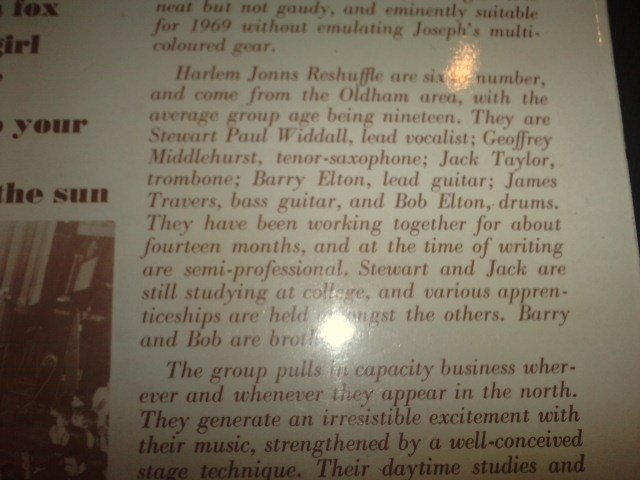 fox
girl
your
the sun
neat but not gaudy, and eminently suitable
for 1969 without emulating Joseph's multi-
coloured gear.
Harlem Jonns Reshuffle are six in number,
and come from the Oldham area, with the
average group age being nineteen. They are
Stewart Paul Widdall, lead vocalist; Geoffrey
Middlehurst, tenor-saxophone; Jack Taylor,
trombone; Barry Elton, lead guitar; James
Travers, bass guitar, and Bob Elton, drums.
They have been working together for about
fourteen months, and at the time of writing
are semi-professional. Stewart and Jack are
still studying at college, and various appren-
ticeships are held amongst the others. Barry
and Bob are brothers.
The group pulls in capacity business wher-
ever and whenever they appear in the north.
They generate an irresistible excitement with
their music, strengthened by a well-conceived
stage technique. Their daytime studies and